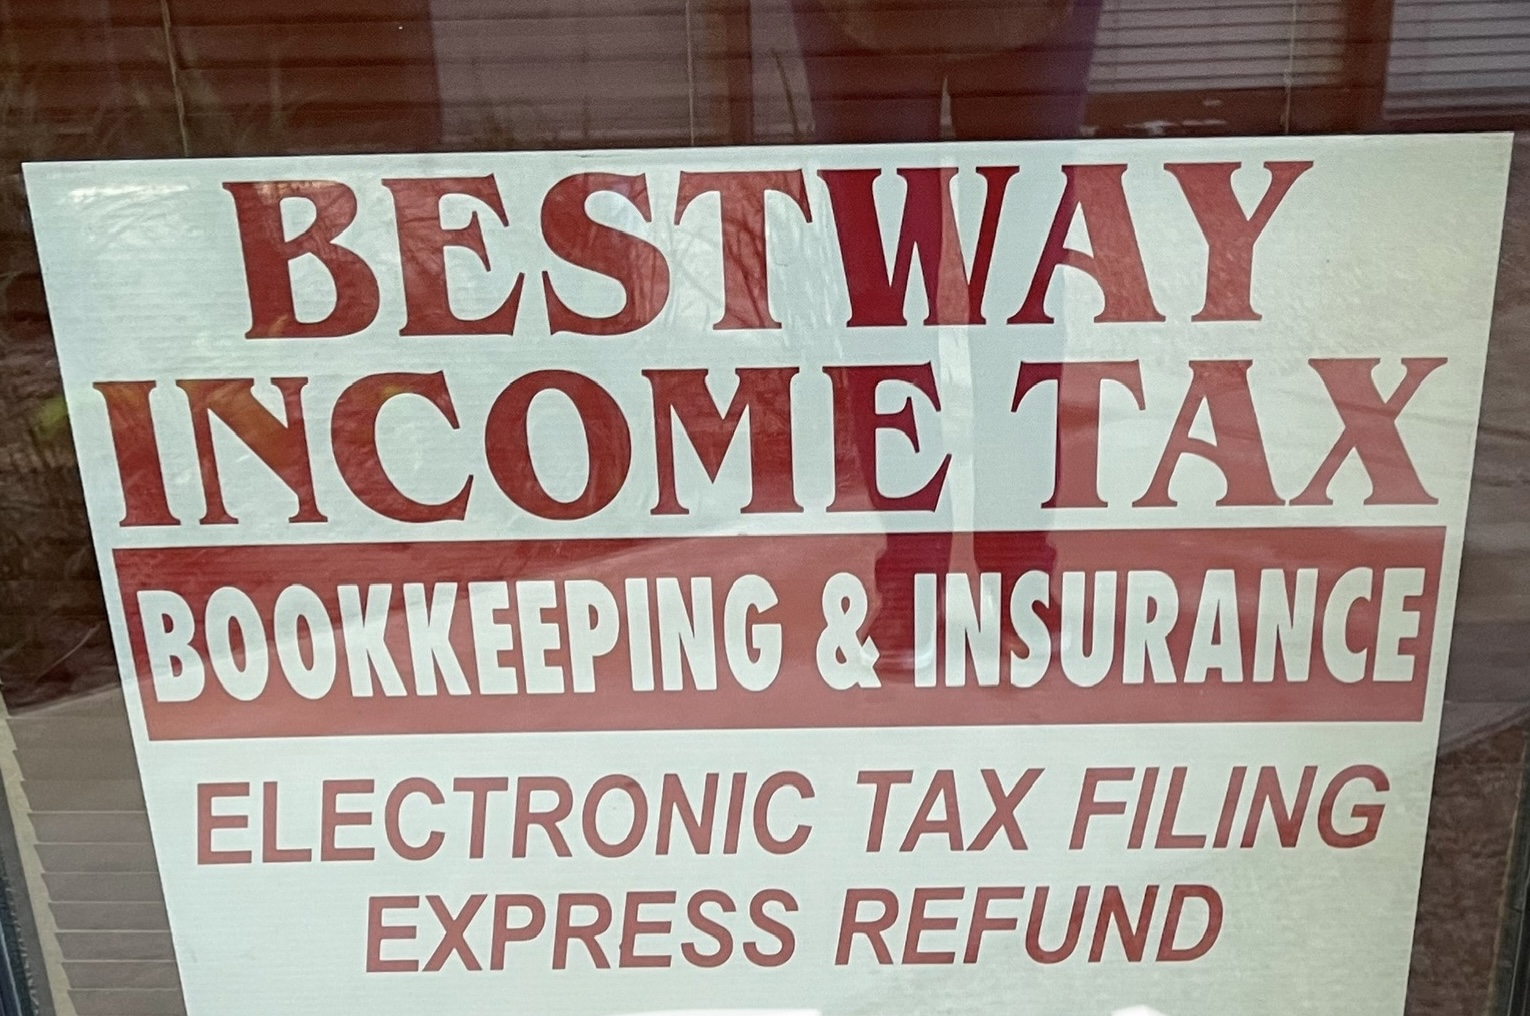 BESTWAY
INCOME TAX
BOOKKEEPING & INSURANCE
ELECTRONIC TAX FILING
EXPRESS REFUND